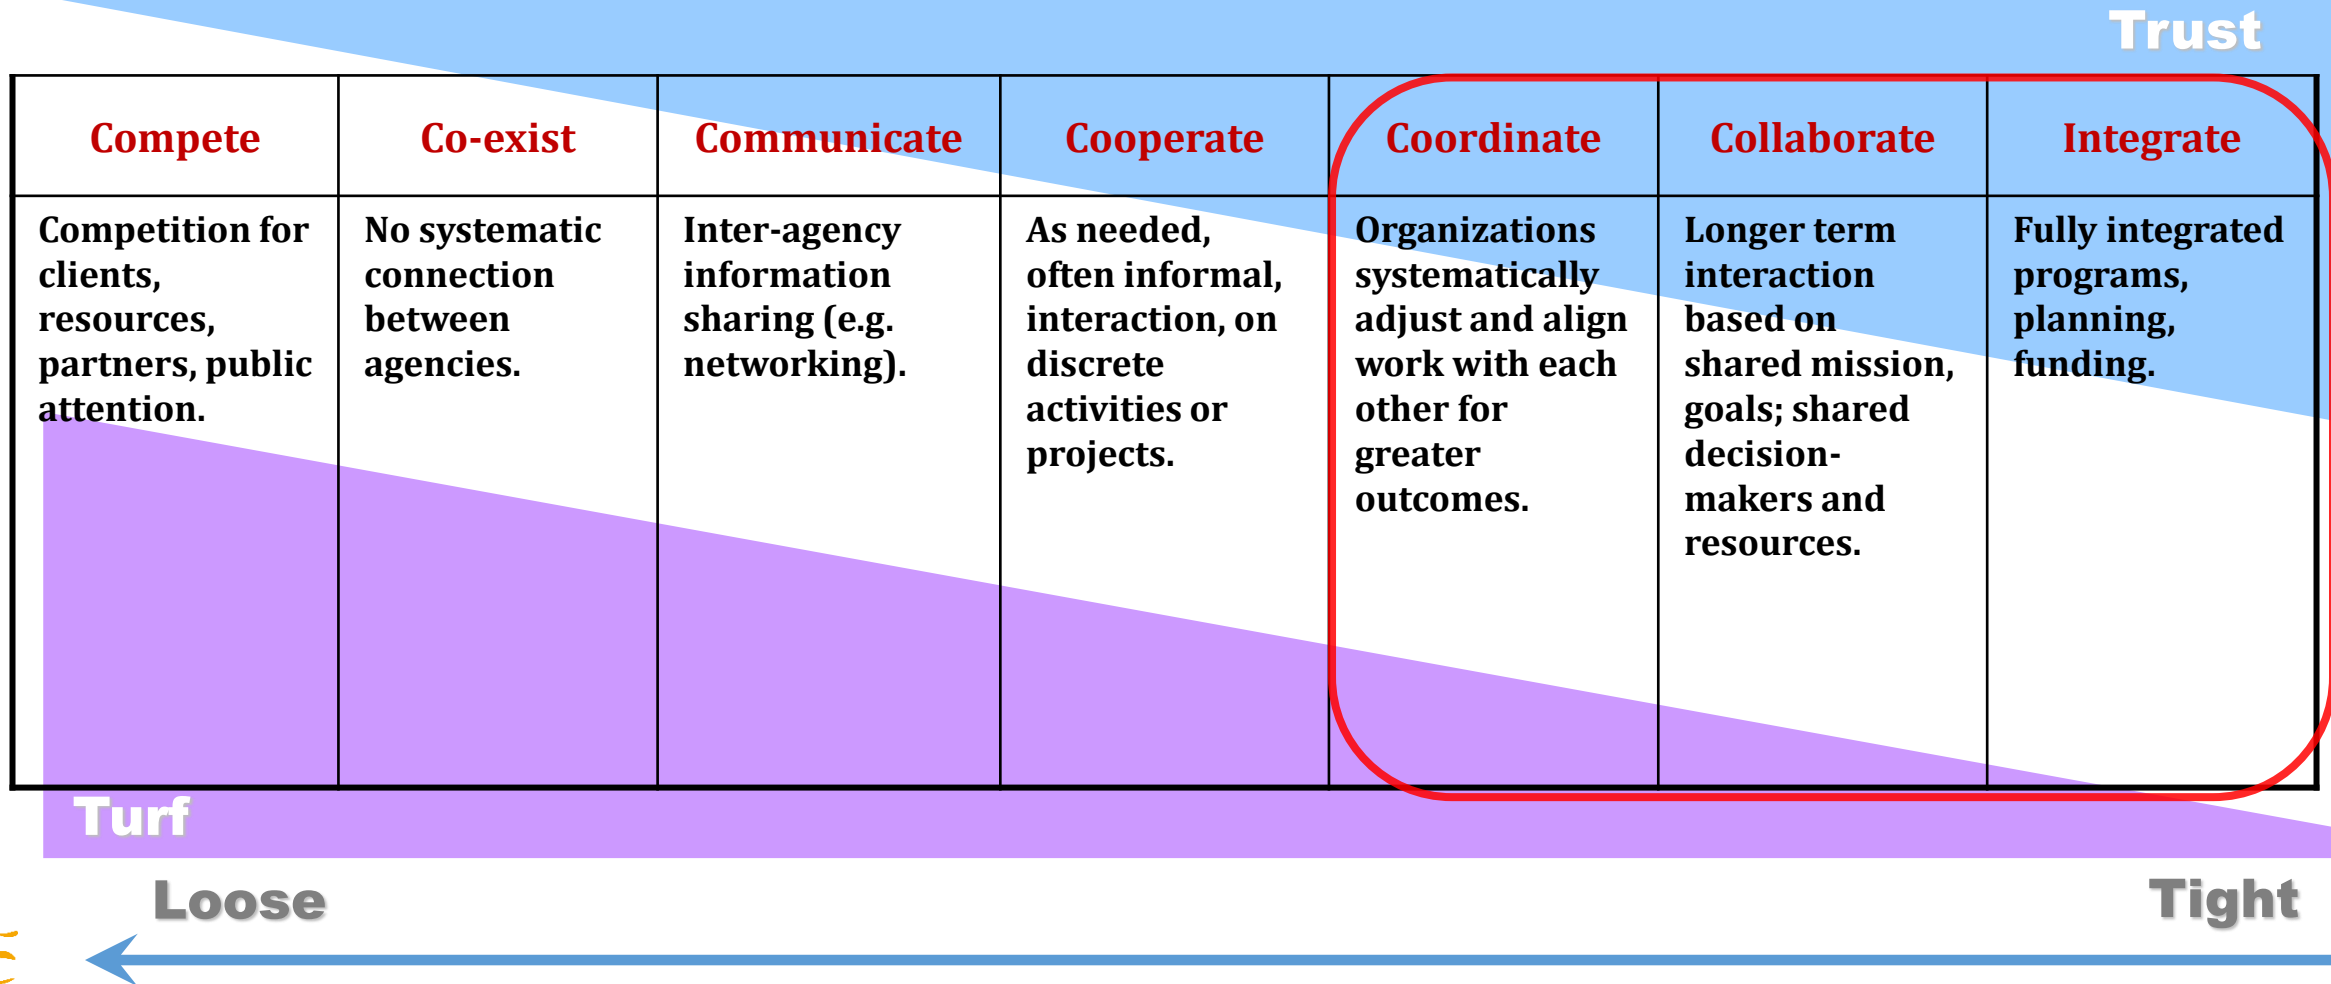 Trust
Compete
Co-exist
Communicate
Cooperate
Coordinate
Collaborate
Integrate
Competition for
clients,
resources,
partners, public
attention.
No systematic
connection
between
agencies.
Inter-agency
information
sharing (e.g.
networking).
As needed,
often informal,
interaction, on
discrete
activities or
projects.
Organizations
systematically
adjust and align
work with each
other for
greater
outcomes.
Longer term
interaction
based on
shared mission,
goals; shared
decision-
makers and
resources.
Fully integrated
programs,
planning,
funding.
Turf
Loose
Tight